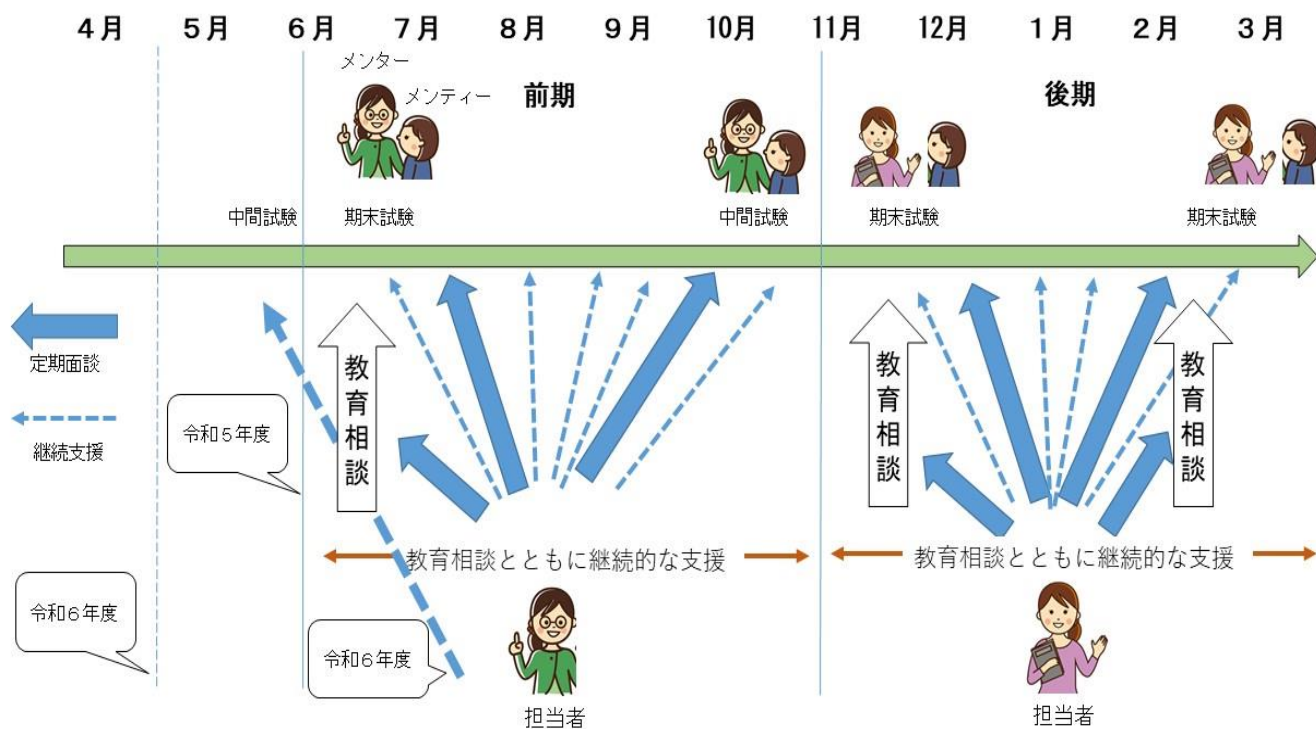 4月 5月 6月 7月 8月 9月 10月 11月 12月 1月 2月 3月
メンター
メンティー
前期
後期
中間試験
期末試験
中間試験
期末試験
期末試験
定期面談
継続支援
令和5年度
教育相談
教育相談
教育相談
教育相談とともに継続的な支援
教育相談とともに継続的な支援
令和6年度
令和6年度
担当者
担当者